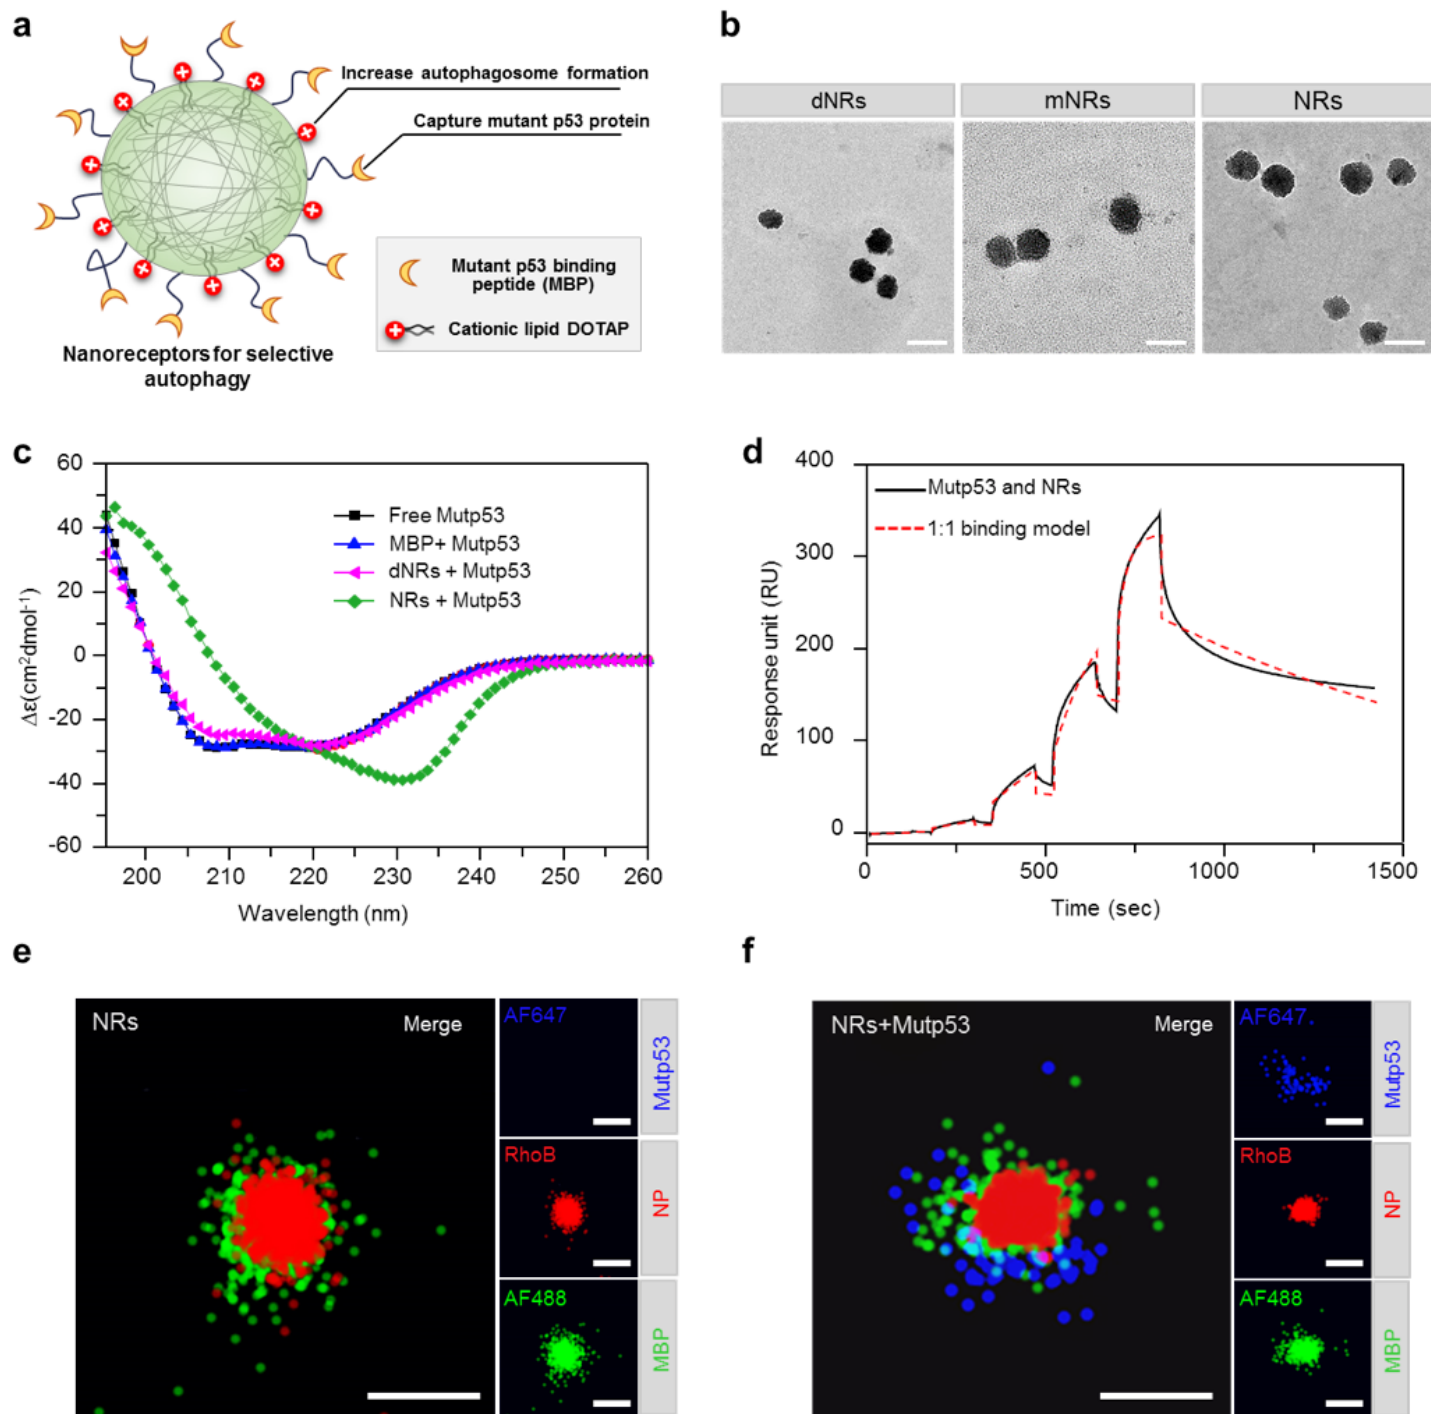 a
Increase autophagosome formation
Capture mutant p53 protein
Mutant p53 binding
peptide (MBP)
Cationic lipid DOTAP
Nanoreceptors for selective
autophagy
b
dNRs
mNRs
NRs
c
60
40
20
0
-20
-40
-60
Δε(cm²dmol⁻¹)
Free Mutp53
MBP+ Mutp53
dNRs + Mutp53
NRs + Mutp53
200 210 220 230 240 250 260
Wavelength (nm)
d
400
300
200
100
0
Response unit (RU)
Mutp53 and NRs
1:1 binding model
0 500 1000 1500
Time (sec)
e
NRs
Merge
AF647
Mutp53
RhoB
NP
AF488
MBP
f
NRs+Mutp53
Merge
AF647
Mutp53
RhoB
NP
AF488
MBP